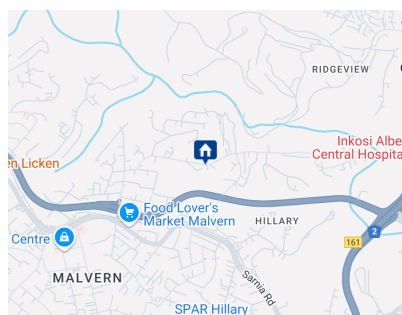 RIDGEVIEW
Inkosi Albe
Central Hospita
en Licken
Food Lover's
Market Malvern
HILLARY
Centre
2
161
MALVERN
Sarnia Rd
SPAR Hillary